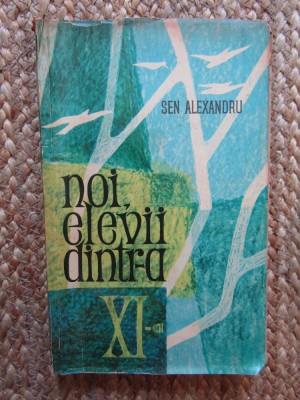 SEN ALEXANDRU
noi,
elevii
dintr-a
XI-a